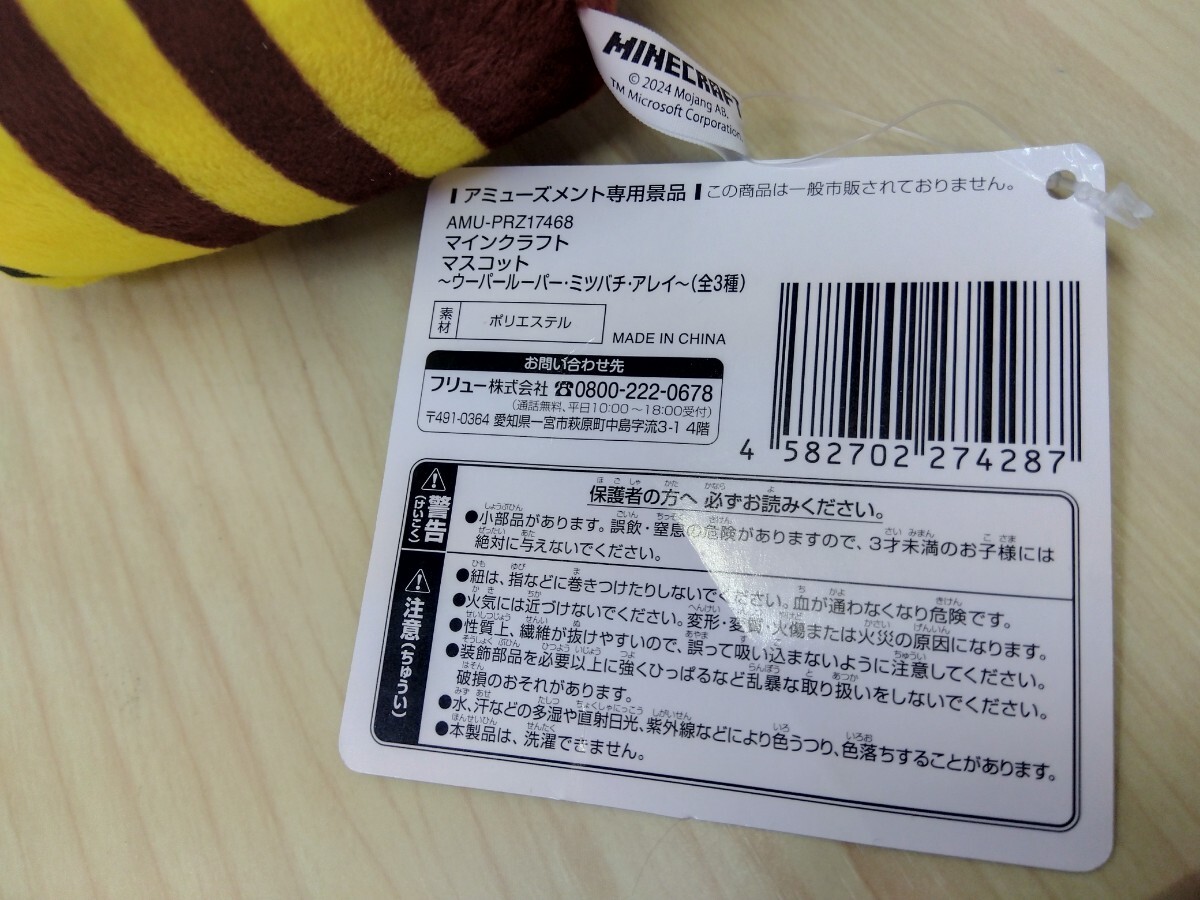 MINECRAFT
© 2024 Mojang AB.
TM Microsoft Corporation
アミューズメント専用景品 この商品は一般市販されておりません。
AMU-PRZ17468
マインクラフト
マスコット
～ウーパールーパー・ミツバチ・アレイ～(全3種)
素材 ポリエステル
MADE IN CHINA
お問い合わせ先
フリュー株式会社 ☎0800-222-0678
(通話無料、平日10:00～18:00受付)
〒491-0364 愛知県一宮市萩原町中島字流3-1 4階
4 582702 274287
警告(けいこく)
保護者の方へ 必ずお読みください。
●小部品があります。誤飲・窒息の危険がありますので、3才未満のお子様には
絶対に与えないでください。
注意(ちゅうい)
●紐は、指などに巻きつけたりしないでください。血が通わなくなり危険です。
●火気には近づけないでください。変形・変質・火傷または火災の原因になります。
●性質上、繊維が抜けやすいので、誤って吸い込まないように注意してください。
●装飾部品を必要以上に強くひっぱるなど乱暴な取り扱いをしないでください。
破損のおそれがあります。
●水、汗などの多湿や直射日光、紫外線などにより色うつり、色落ちすることがあります。
●本製品は、洗濯できません。